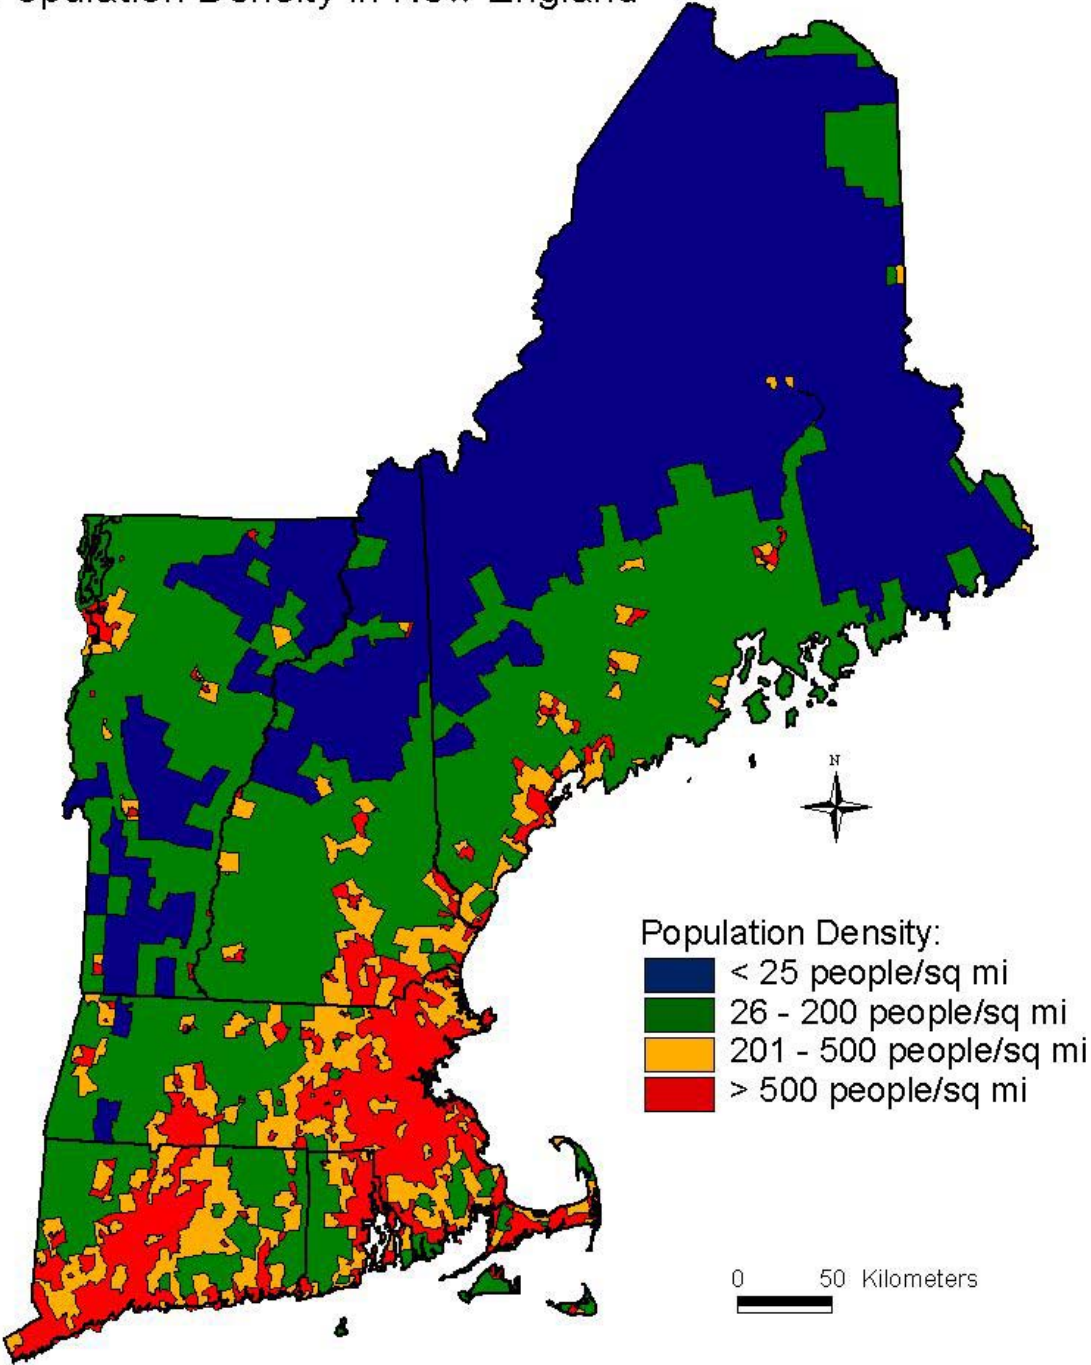 opulation Density in New England
N
Population Density:
< 25 people/sq mi
26 - 200 people/sq mi
201 - 500 people/sq mi
> 500 people/sq mi
0 50 Kilometers